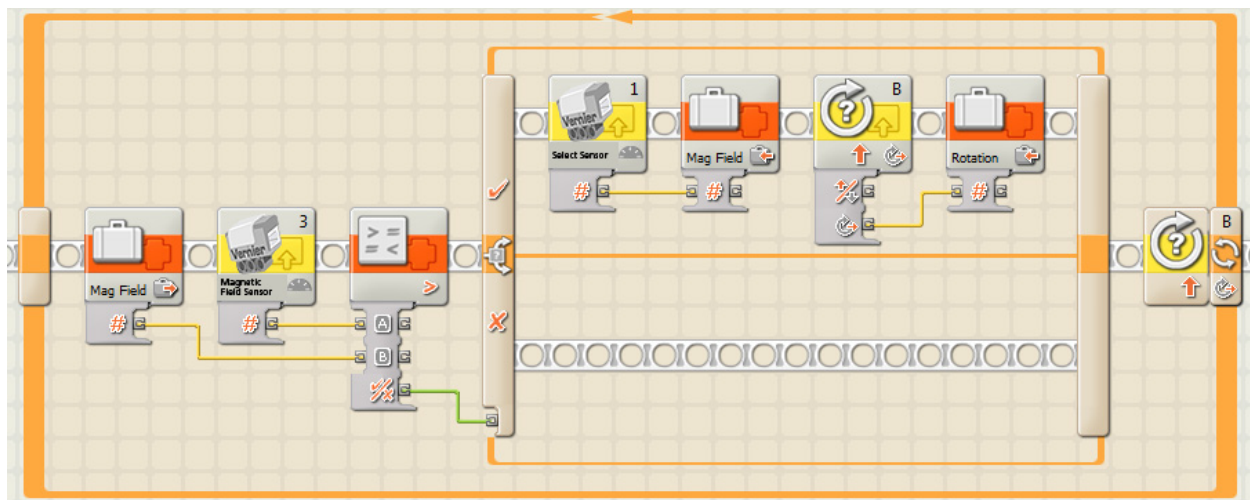 Mag Field
3
Vernier
Magnetic
Field Sensor
#
#
A
B
> =
= <
>
1
Vernier
Select Sensor
#
Mag Field
#
B
?
Rotation
#
?
B
?